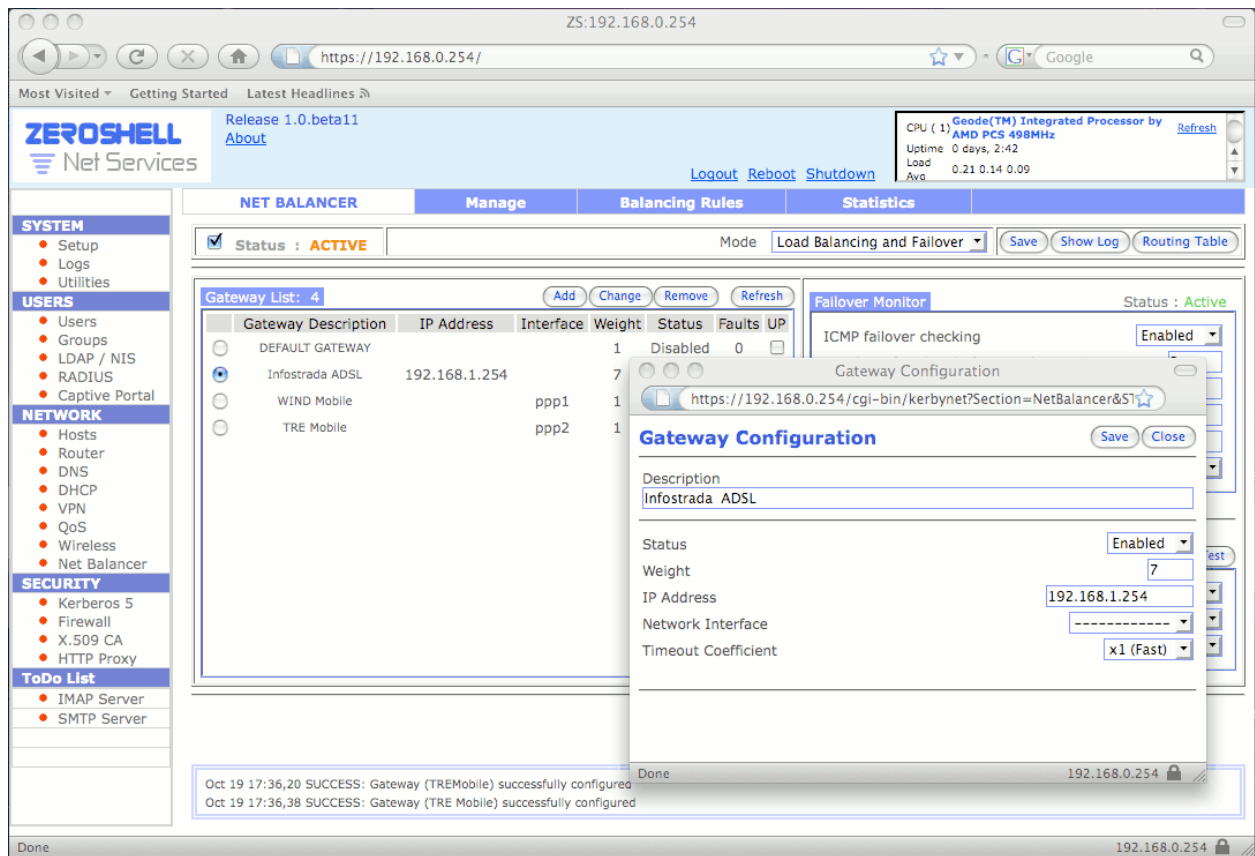 ZS:192.168.0.254
https://192.168.0.254/
Google
Most Visited Getting Started Latest Headlines
ZEROSHELL
Net Services
Release 1.0.beta11
About
Logout Reboot Shutdown
CPU ( 1) Geode(TM) Integrated Processor by AMD PCS 498MHz
Refresh
Uptime 0 days, 2:42
Load Avg 0.21 0.14 0.09
NET BALANCER Manage Balancing Rules Statistics
SYSTEM
Setup
Logs
Utilities
USERS
Users
Groups
LDAP / NIS
RADIUS
Captive Portal
NETWORK
Hosts
Router
DNS
DHCP
VPN
QoS
Wireless
Net Balancer
SECURITY
Kerberos 5
Firewall
X.509 CA
HTTP Proxy
ToDo List
IMAP Server
SMTP Server
Status : ACTIVE
Mode Load Balancing and Failover Save Show Log Routing Table
Gateway List: 4 Add Change Remove Refresh
Gateway Description IP Address Interface Weight Status Faults UP
DEFAULT GATEWAY 1 Disabled 0
Infostrada ADSL 192.168.1.254 7
WIND Mobile ppp1 1
TRE Mobile ppp2 1
Failover Monitor Status : Active
ICMP failover checking Enabled
Gateway Configuration
https://192.168.0.254/cgi-bin/kerbynet?Section=NetBalancer&ST
Gateway Configuration Save Close
Description
Infostrada ADSL
Status Enabled
Weight 7
IP Address 192.168.1.254
Network Interface ------------
Timeout Coefficient x1 (Fast)
Done 192.168.0.254
Oct 19 17:36,20 SUCCESS: Gateway (TREMobile) successfully configured
Oct 19 17:36,38 SUCCESS: Gateway (TRE Mobile) successfully configured
Done 192.168.0.254